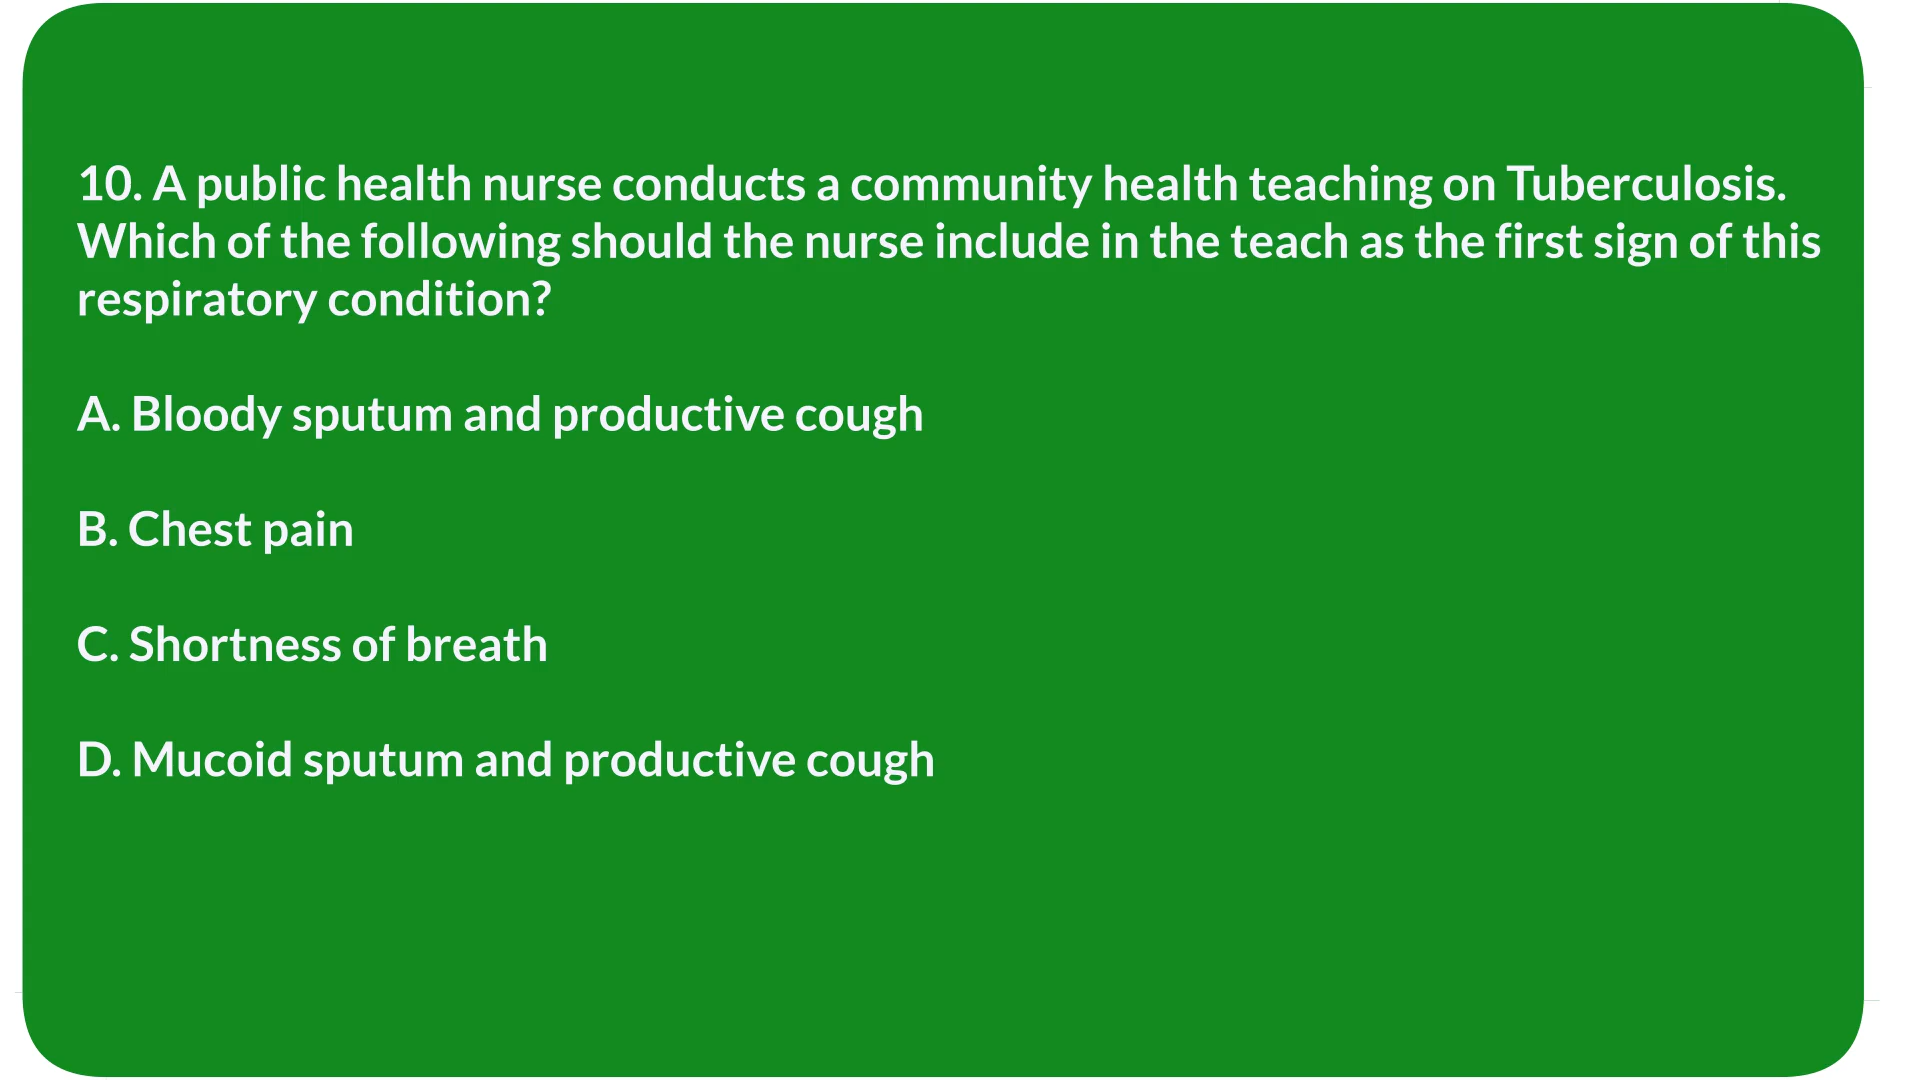 10. A public health nurse conducts a community health teaching on Tuberculosis.
Which of the following should the nurse include in the teach as the first sign of this
respiratory condition?
A. Bloody sputum and productive cough
B. Chest pain
C. Shortness of breath
D. Mucoid sputum and productive cough